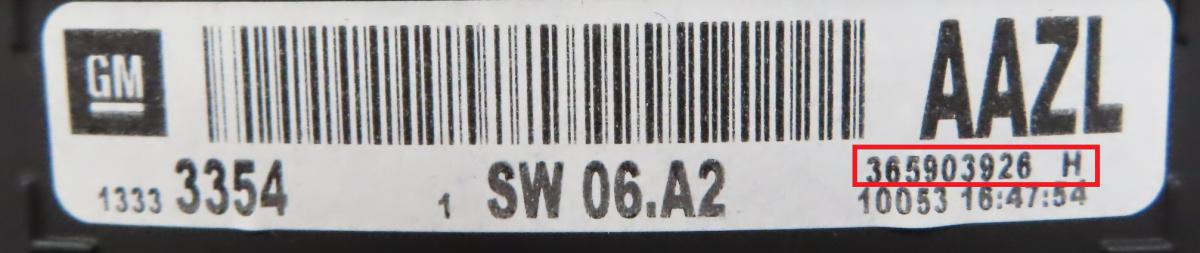 GM
AAZL
1333 3354 1 SW 06.A2 365903926 H
10053 16:47:54